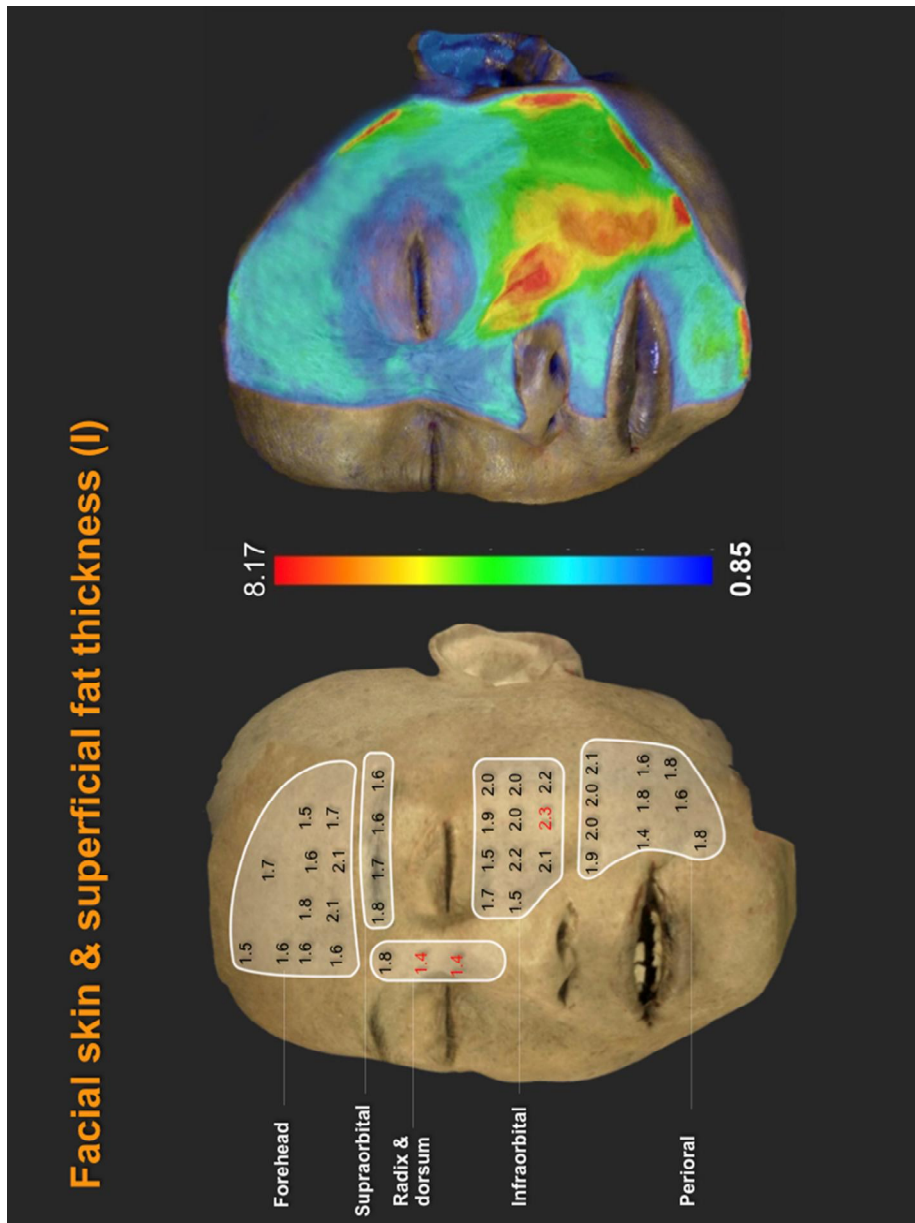 Facial skin & superficial fat thickness (I)
Forehead
1.5
1.7
1.6
1.6 1.8 1.6 1.5
1.6 2.1 2.1 1.7
Supraorbital
1.8 1.7 1.6 1.6
Radix &
dorsum
1.8
1.4
1.4
Infraorbital
1.7 1.5 1.9 2.0
1.5 2.2 2.0 2.0
2.1 2.3 2.2
Perioral
1.9 2.0 2.0 2.1
1.4 1.8 1.6
1.6 1.8
1.8
8.17
0.85